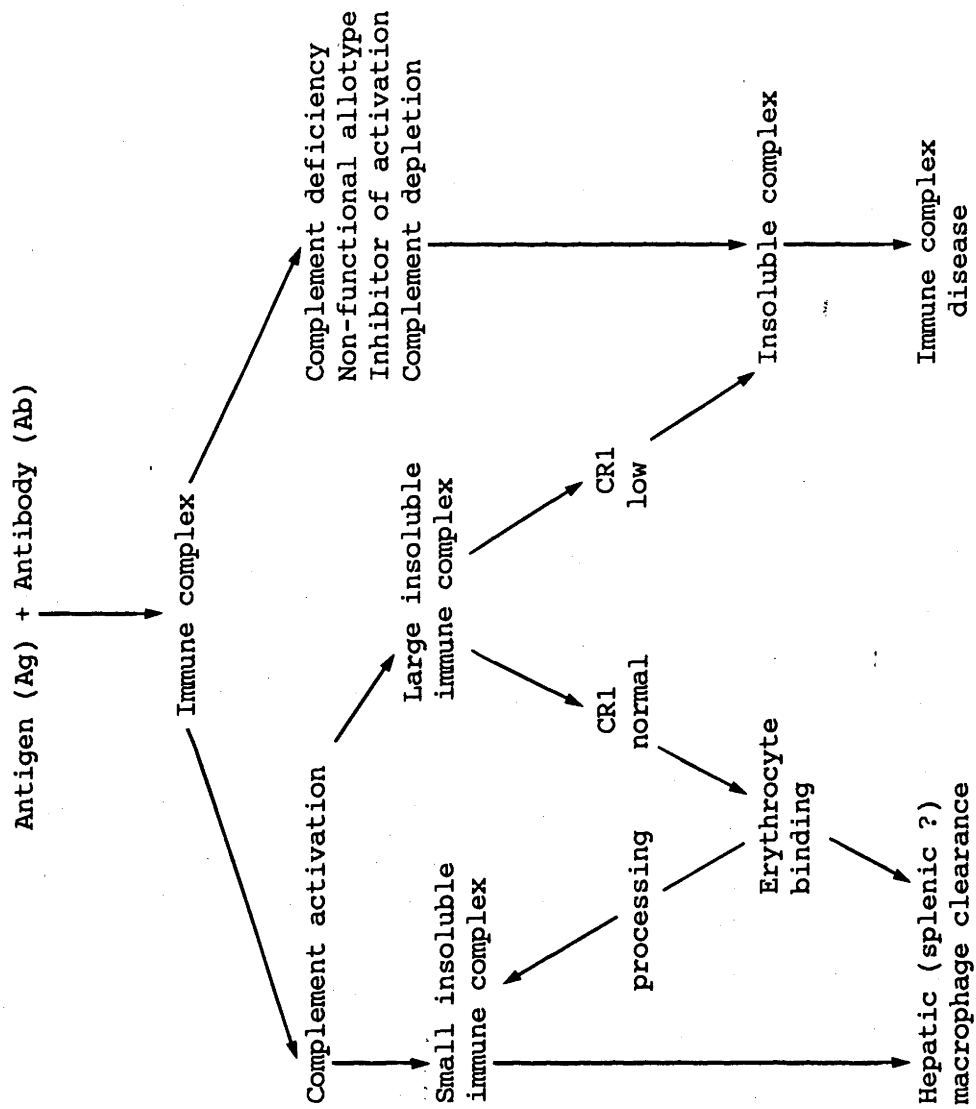 Antigen (Ag) + Antibody (Ab)
Immune complex
Complement activation
Complement deficiency
Non-functional allotype
Inhibitor of activation
Complement depletion
Small insoluble
immune complex
Large insoluble
immune complex
processing
CR1
normal
CR1
low
Erythrocyte
binding
Insoluble complex
Hepatic (splenic ?)
macrophage clearance
Immune complex
disease